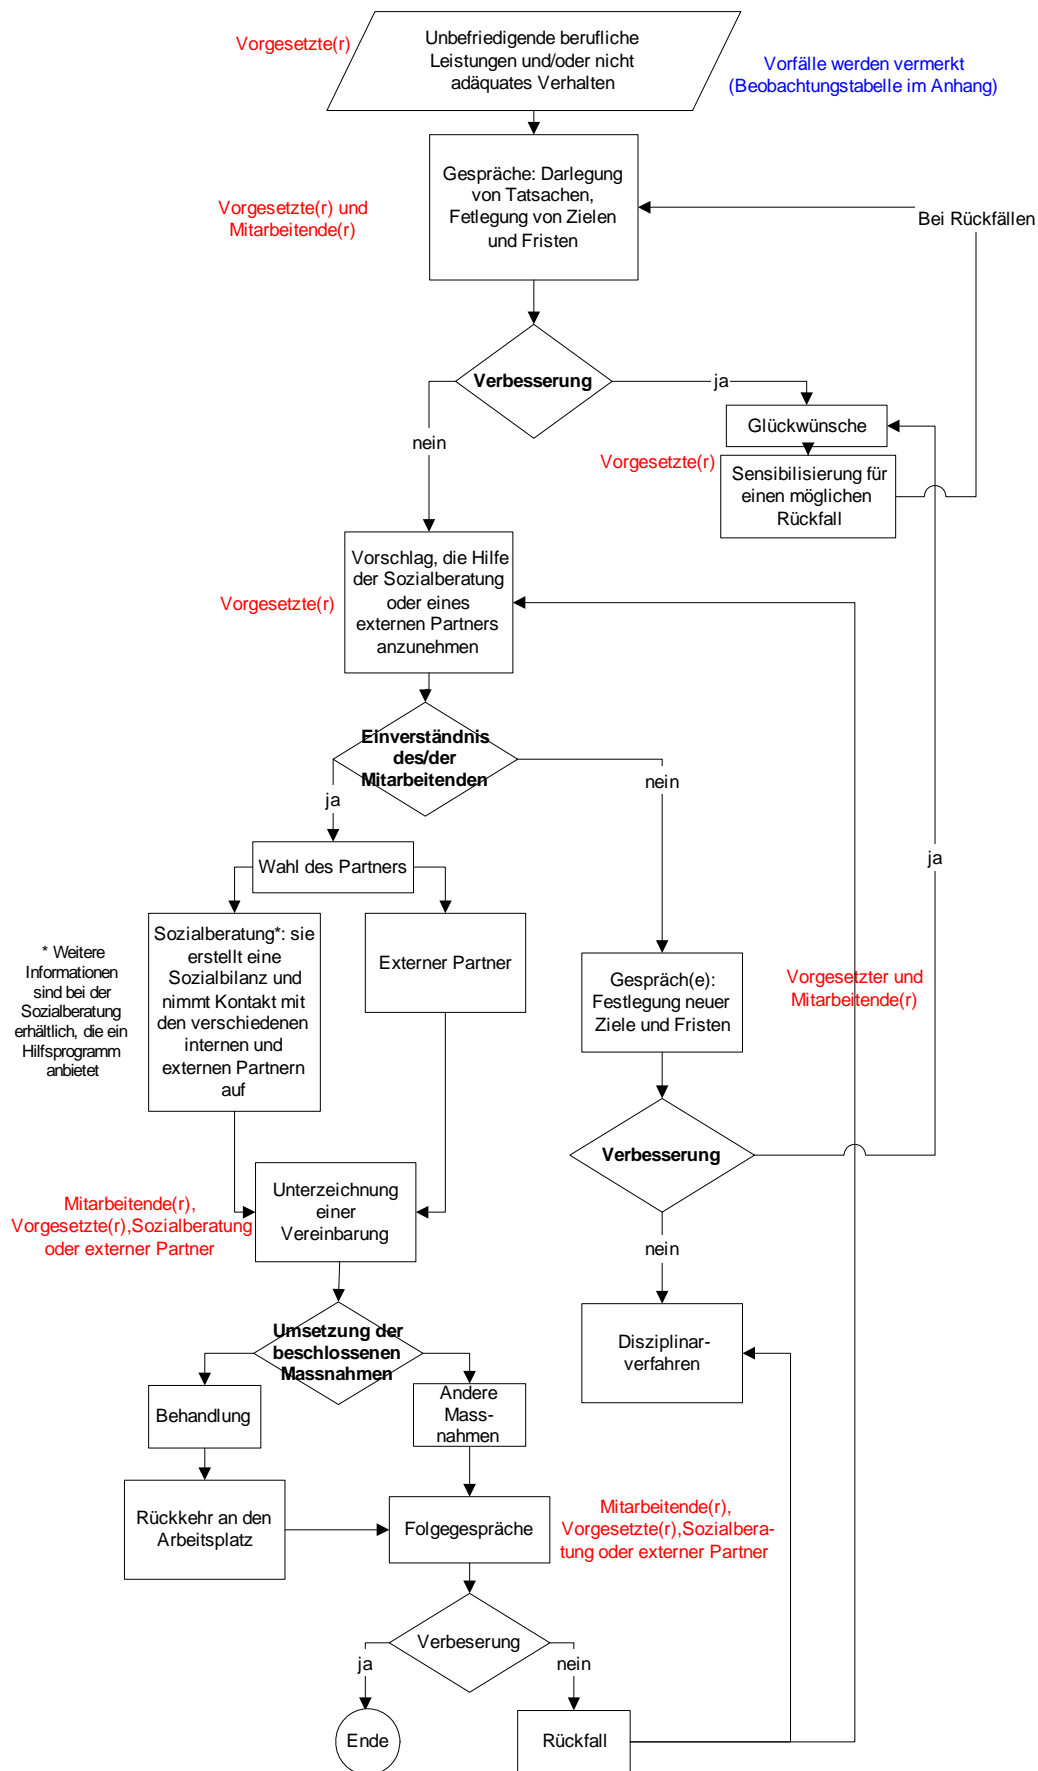 Vorgesetzte(r)
Unbefriedigende berufliche
Leistungen und/oder nicht
adäquates Verhalten
Vorfälle werden vermerkt
(Beobachtungstabelle im Anhang)
Vorgesetzte(r) und
Mitarbeitende(r)
Gespräche: Darlegung
von Tatsachen,
Fetlegung von Zielen
und Fristen
Bei Rückfällen
Verbesserung
ja
nein
Glückwünsche
Vorgesetzte(r)
Sensibilisierung für
einen möglichen
Rückfall
Vorgesetzte(r)
Vorschlag, die Hilfe
der Sozialberatung
oder eines
externen Partners
anzunehmen
Einverständnis
des/der
Mitarbeitenden
ja
nein
Wahl des Partners
ja
* Weitere
Informationen
sind bei der
Sozialberatung
erhältlich, die ein
Hilfsprogramm
anbietet
Sozialberatung*: sie
erstellt eine
Sozialbilanz und
nimmt Kontakt mit
den verschiedenen
internen und
externen Partnern
auf
Externer Partner
Gespräch(e):
Festlegung neuer
Ziele und Fristen
Vorgesetzter und
Mitarbeitende(r)
Verbesserung
Mitarbeitende(r),
Vorgesetzte(r),Sozialberatung
oder externer Partner
Unterzeichnung
einer
Vereinbarung
nein
Umsetzung der
beschlossenen
Massnahmen
Disziplinar-
verfahren
Behandlung
Andere
Mass-
nahmen
Rückkehr an den
Arbeitsplatz
Folgegespräche
Mitarbeitende(r),
Vorgesetzte(r),Sozialbera-
tung oder externer Partner
Verbeserung
ja
nein
Ende
Rückfall